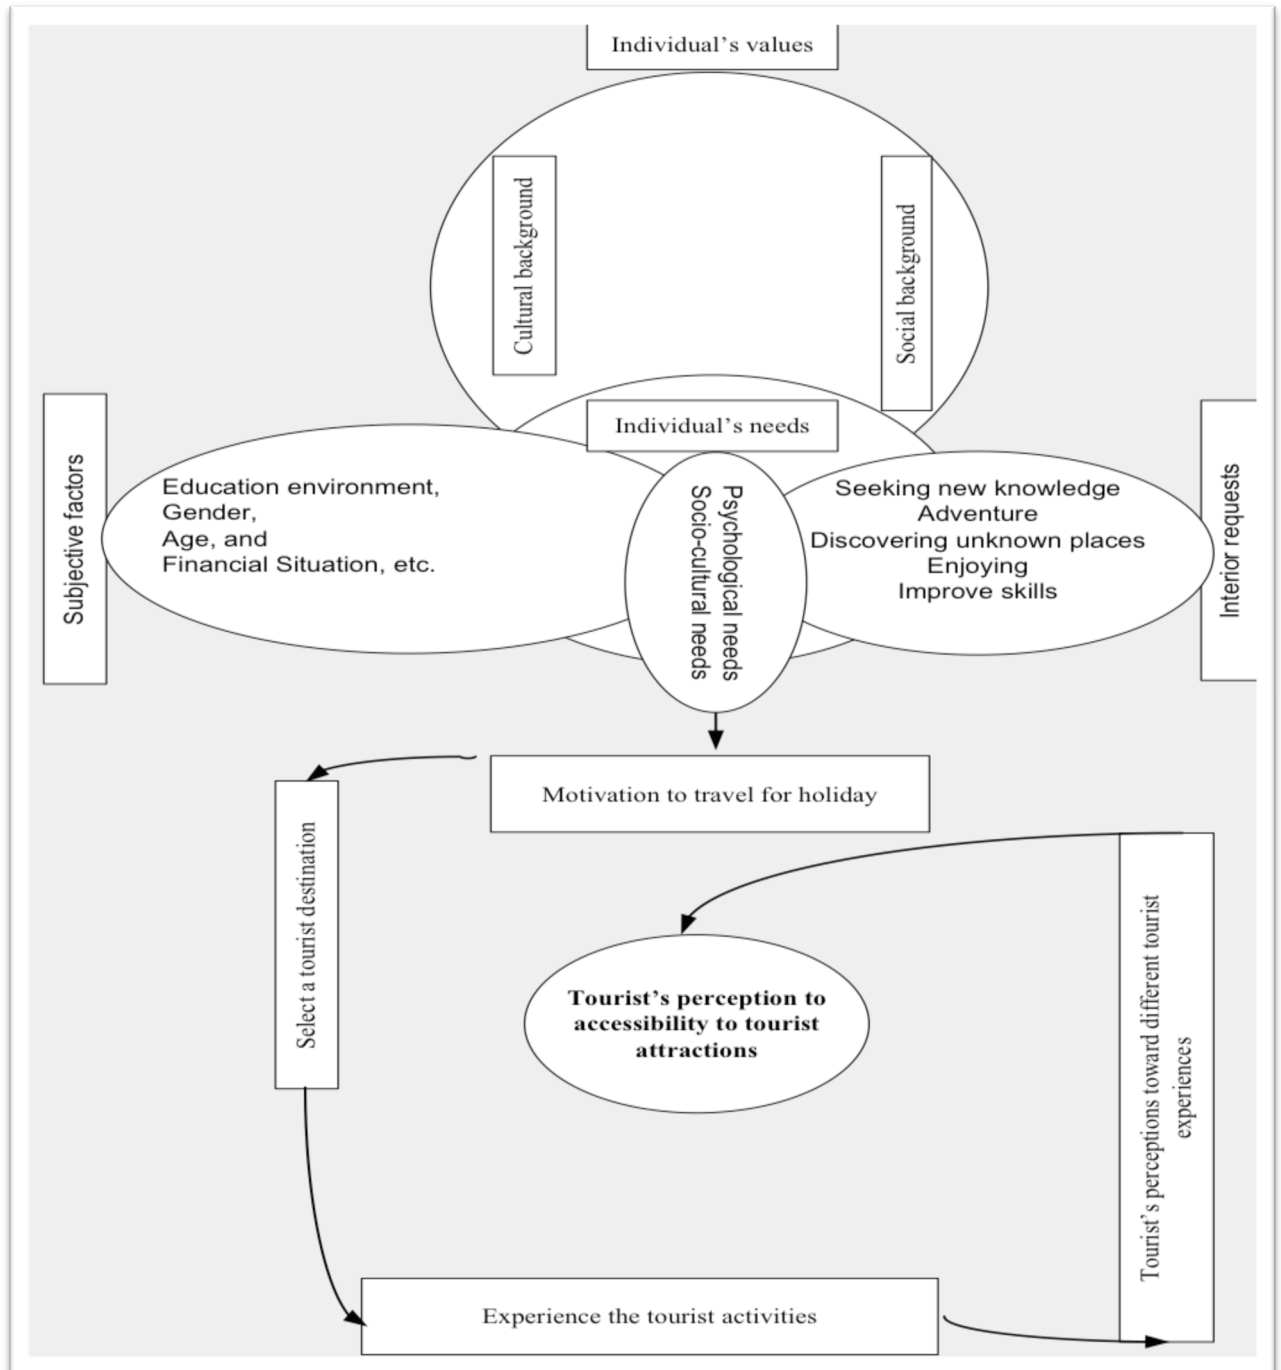 Individual's values
Cultural background
Social background
Individual's needs
Subjective factors
Education environment,
Gender,
Age, and
Financial Situation, etc.
Psychological needs
Socio-cultural needs
Seeking new knowledge
Adventure
Discovering unknown places
Enjoying
Improve skills
Interior requests
Motivation to travel for holiday
Select a tourist destination
Tourist's perception to
accessibility to tourist
attractions
Tourist's perceptions toward different tourist
experiences
Experience the tourist activities